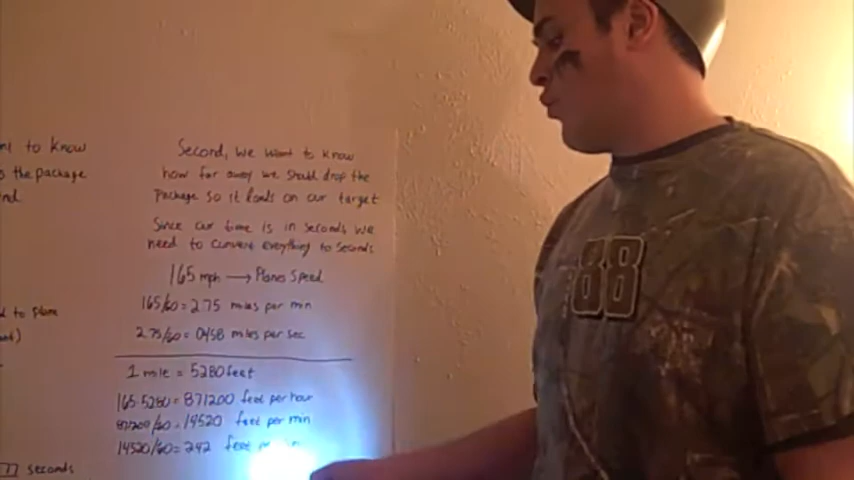 nt to know
s the package
nd.
d to plane
seconds
Second, we want to know
how far away we should drop the
Package so it lands on our target
Since our time is in seconds, we
need to convert everything to seconds
165 mph → Planes Speed
165/60 = 2.75 miles per min
2.75/60 = .0458 miles per sec
1 mile = 5280 feet
165·5280 = 871200 feet per hour
871200/60 = 14520 feet per min
14520/60 = 242 feet
88